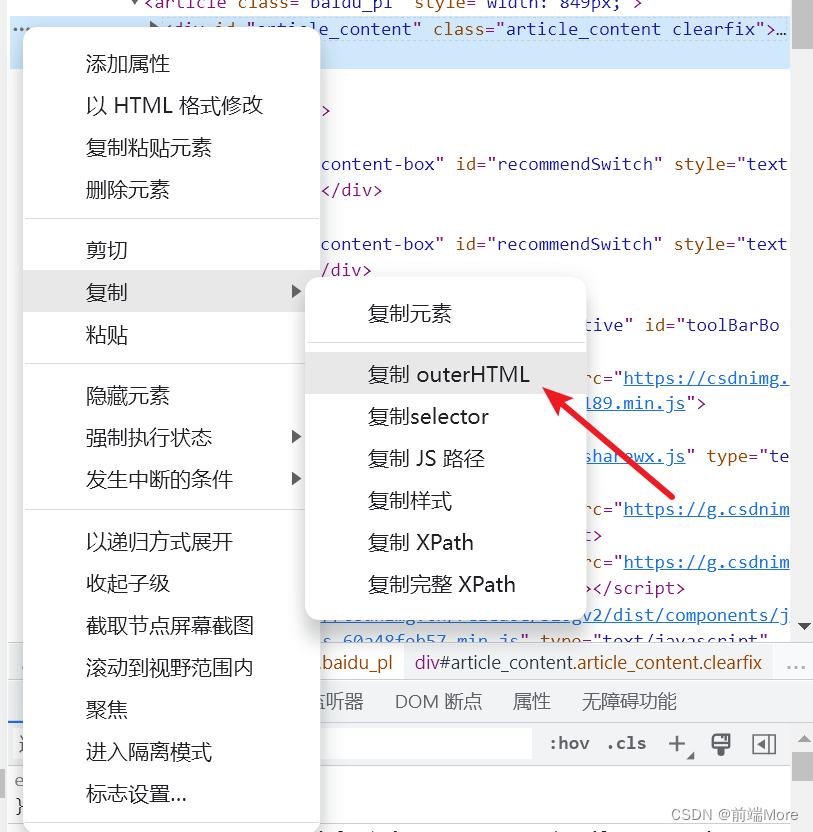 <article class="baidu_pl" style="width: 849px;">
<div id="article_content" class="article_content clearfix">…
添加属性
以 HTML 格式修改
复制粘贴元素
删除元素
剪切
复制
粘贴
隐藏元素
强制执行状态
发生中断的条件
以递归方式展开
收起子级
截取节点屏幕截图
滚动到视野范围内
聚焦
进入隔离模式
标志设置...
复制元素
复制 outerHTML
复制selector
复制 JS 路径
复制样式
复制 XPath
复制完整 XPath
>
content-box" id="recommendSwitch" style="text
</div>
content-box" id="recommendSwitch" style="text
/div>
tive" id="toolBarBo
rc="https://csdnimg.
189.min.js">
sharewx.js" type="te
rc="https://g.csdnim
t>
rc="https://g.csdnim
></script>
v2/dist/components/j
min.js" type="text/javascript"
.baidu_pl div#article_content.article_content.clearfix ...
监听器 DOM 断点 属性 无障碍功能
:hov .cls +
e
}
CSDN @前端More